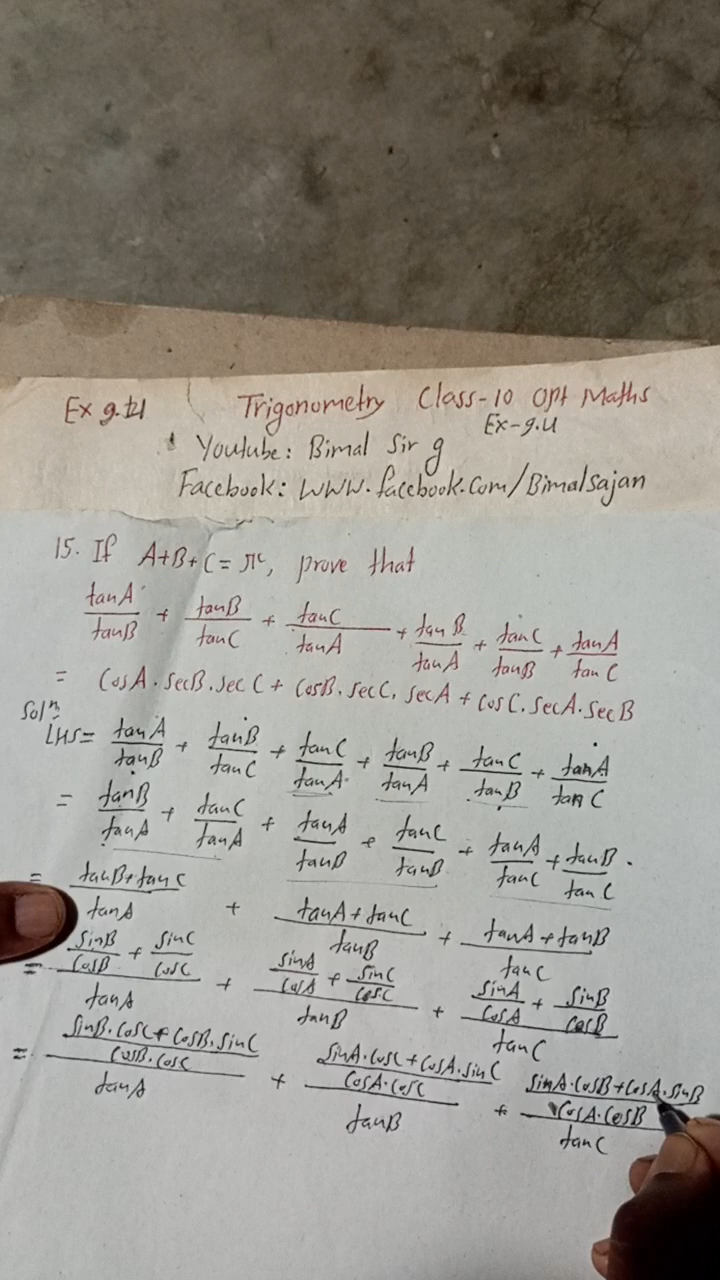 Ex 9.4 Trigonometry Class-10 Opt Maths
Ex-9.4
Youtube: Bimal Sir g
Facebook: WWW.facebook.Com/Bimalsajan
15. If A+B+C = πᶜ, prove that
tanA/tanB + tanB/tanC + tanC/tanA + tanB/tanA + tanC/tanB + tanA/tanC
= CosA.secB.secC + CosB.secC.secA + cosC.secA.SecB
Solⁿ
LHS = tanA/tanB + tanB/tanC + tanC/tanA + tanB/tanA + tanC/tanB + tanA/tanC
= tanB/tanA + tanC/tanA + tanA/tanB + tanC/tanB + tanA/tanC + tanB/tanC
= (tanB+tanC)/tanA + (tanA+tanC)/tanB + (tanA+tanB)/tanC
= (SinB/CosB + SinC/CosC)/tanA + (SinA/CosA + SinC/CosC)/tanB + (SinA/CosA + SinB/CosB)/tanC
= ((SinB.CosC+CosB.SinC)/(CosB.CosC))/tanA + ((SinA.CosC+CosA.SinC)/(CosA.CosC))/tanB + ((SinA.CosB+CosA.SinB)/(CosA.CosB))/tanC